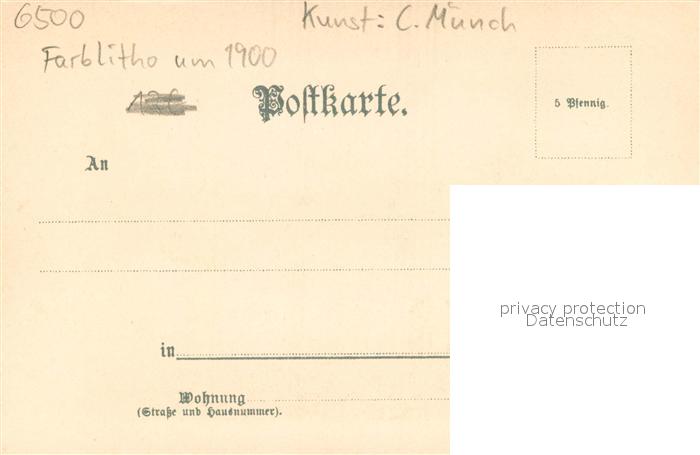 6500
Kunst: C. Münch
Farblitho um 1900
Postkarte.
5 Pfennig.
An
privacy protection
Datenschutz
in
Wohnung
(Straße und Hausnummer).